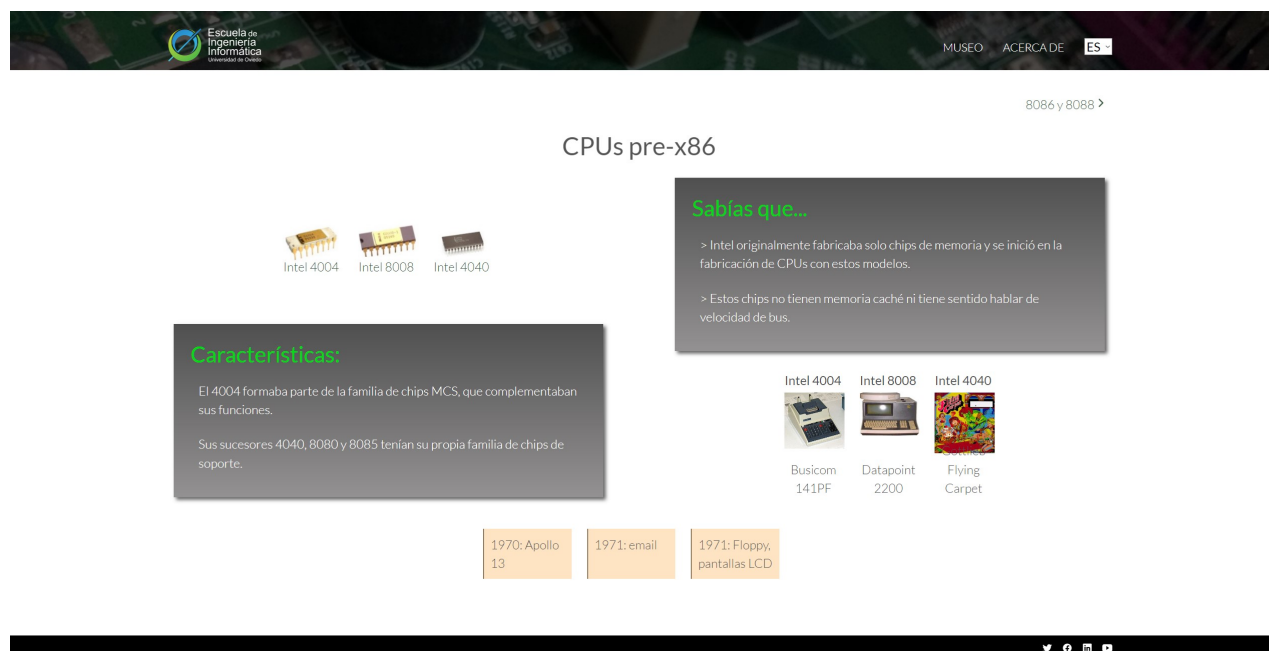 Escuela de
Ingeniería
Informática
Universidad de Oviedo
MUSEO ACERCA DE ES
8086 y 8088 >
CPUs pre-x86
Intel 4004 Intel 8008 Intel 4040
Sabías que...
> Intel originalmente fabricaba solo chips de memoria y se inició en la
fabricación de CPUs con estos modelos.
> Estos chips no tienen memoria caché ni tiene sentido hablar de
velocidad de bus.
Características:
El 4004 formaba parte de la familia de chips MCS, que complementaban
sus funciones.
Sus sucesores 4040, 8080 y 8085 tenían su propia familia de chips de
soporte.
Intel 4004 Intel 8008 Intel 4040
Busicom
141PF
Datapoint
2200
Flying
Carpet
1970: Apollo
13
1971: email
1971: Floppy,
pantallas LCD